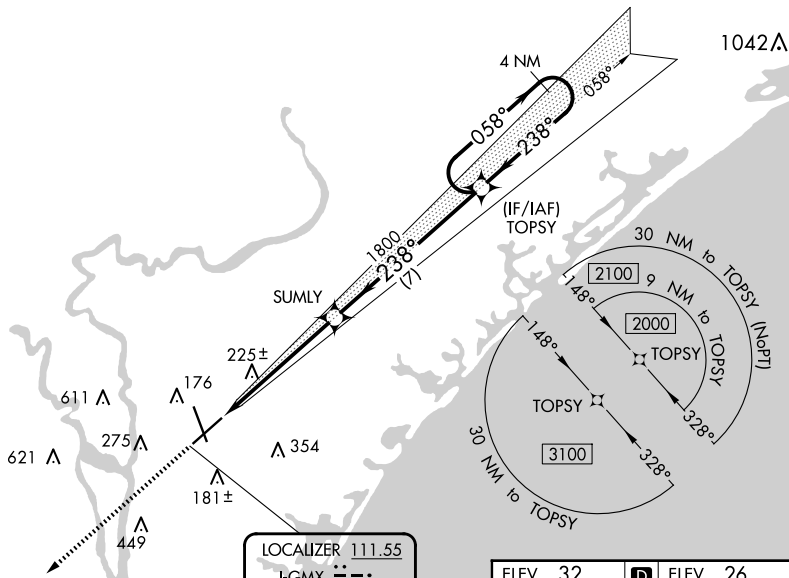 1042
4 NM
058°
058°
238°
(IF/IAF)
TOPSY
1800
238°
(7)
SUMLY
30 NM to TOPSY (NoPT)
2100
148°
9 NM to TOPSY
2000
TOPSY
328°
148°
TOPSY
3100
328°
30 NM to TOPSY
225±
176
611
275
354
621
181±
449
LOCALIZER 111.55
I-GMX
ELEV 32
D
ELEV 26